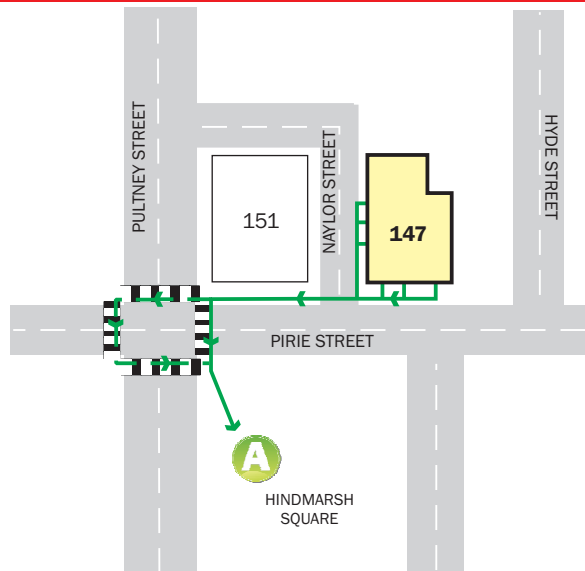 PULTNEY STREET
NAYLOR STREET
HYDE STREET
151
147
PIRIE STREET
A
HINDMARSH
SQUARE